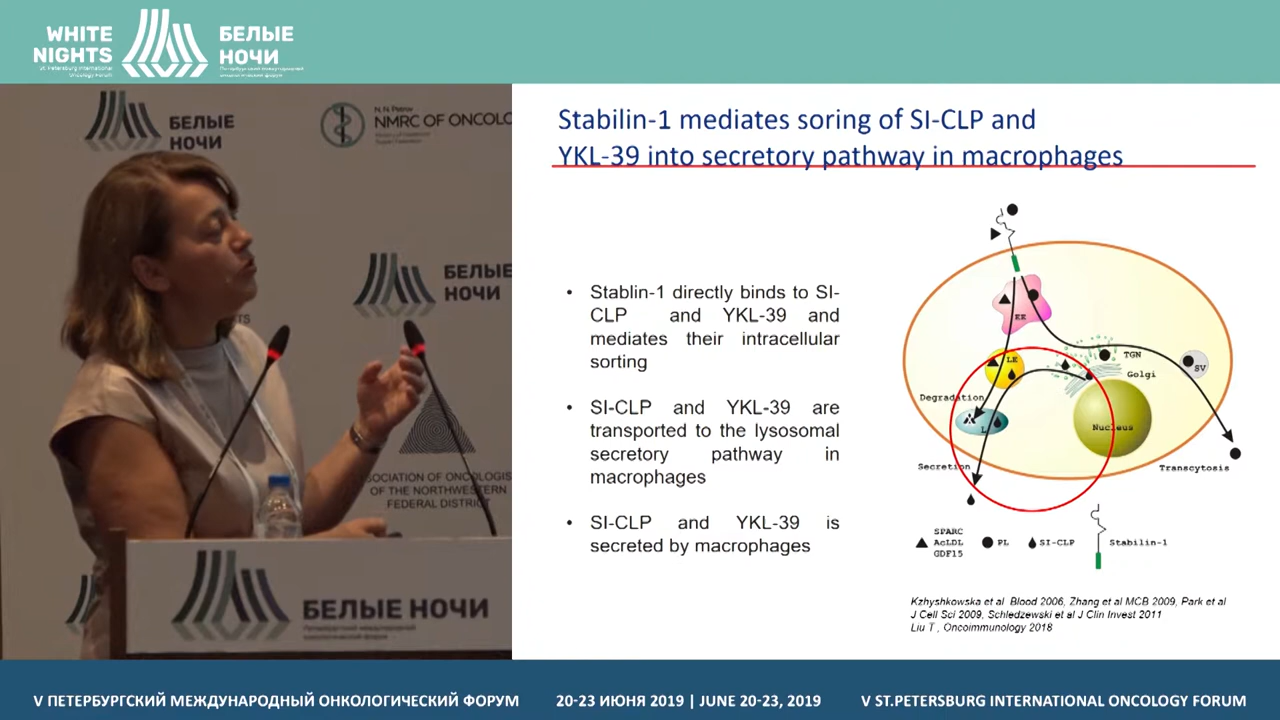 WHITE
NIGHTS
St. Petersburg International
Oncology Forum
БЕЛЫЕ
НОЧИ
Петербургский международный
онкологический форум
БЕЛЫЕ
НОЧИ
N.N. Petrov
NMRC OF ONCOLO
БЕЛЫЕ
НОЧИ
SOCIATION OF ONCOLOGIS
OF THE NORTHWESTERN
FEDERAL DISTRICT
БЕЛЫЕ НОЧИ
Stabilin-1 mediates soring of SI-CLP and
YKL-39 into secretory pathway in macrophages
• Stablin-1 directly binds to SI-
CLP and YKL-39 and
mediates their intracellular
sorting
• SI-CLP and YKL-39 are
transported to the lysosomal
secretory pathway in
macrophages
• SI-CLP and YKL-39 is
secreted by macrophages
EE
LE
TGN
Golgi
SV
Degradation
L
Nucleus
Secretion
Transcytosis
SPARC
AcLDL
GDF15
PL
SI-CLP
Stabilin-1
Kzhyshkowska et al Blood 2006, Zhang et al MCB 2009, Park et al
J Cell Sci 2009, Schledzewski et al J Clin Invest 2011
Liu T , Oncoimmunology 2018
V ПЕТЕРБУРГСКИЙ МЕЖДУНАРОДНЫЙ ОНКОЛОГИЧЕСКИЙ ФОРУМ
20-23 ИЮНЯ 2019 | JUNE 20-23, 2019
V ST.PETERSBURG INTERNATIONAL ONCOLOGY FORUM